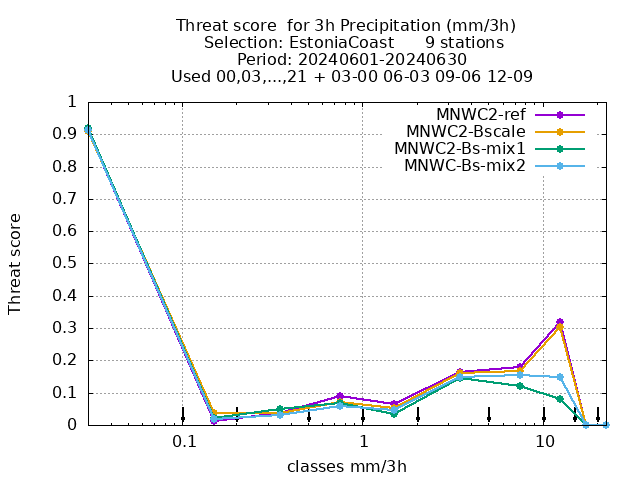 Threat score  for 3h Precipitation (mm/3h)
Selection: EstoniaCoast      9 stations
Period: 20240601-20240630
Used 00,03,...,21 + 03-00 06-03 09-06 12-09
MNWC2-ref
MNWC2-Bscale
MNWC2-Bs-mix1
MNWC-Bs-mix2
1
0.9
0.8
0.7
0.6
0.5
0.4
0.3
0.2
0.1
0
Threat score
0.1 1 10
classes mm/3h